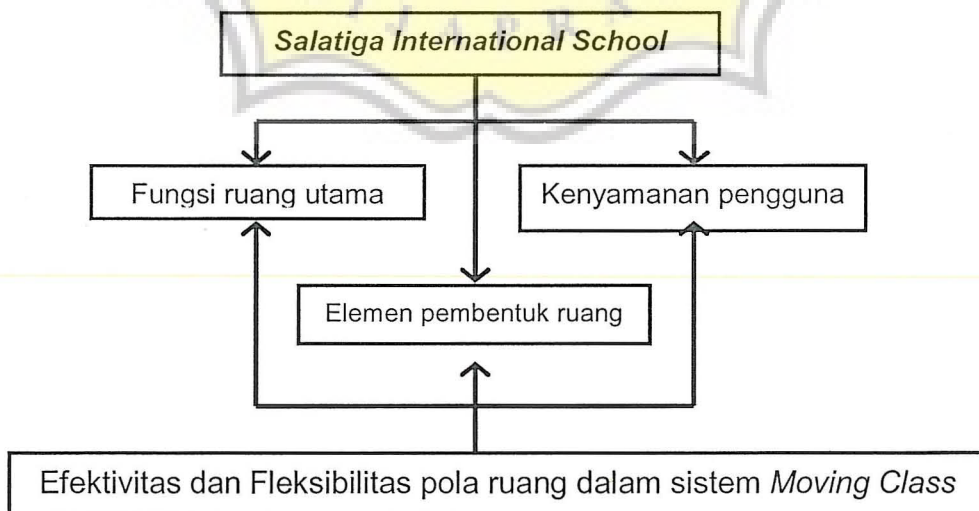 Salatiga International School
Fungsi ruang utama
Kenyamanan pengguna
Elemen pembentuk ruang
Efektivitas dan Fleksibilitas pola ruang dalam sistem Moving Class